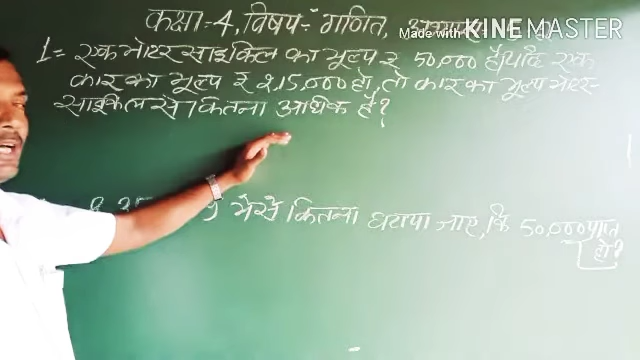 कक्षा-4, विषय:- गणित,
Made with KINEMASTER
1= एक मोटर साइकिल का मूल्य ₹ 50,000 है। यदि एक
कार का मूल्य ₹ 2,15,000 हो, तो कार का मूल्य मोटर-
साइकिल से कितना अधिक है?
में से कितना घटाया जाए, कि 50,000 प्राप्त
हो?